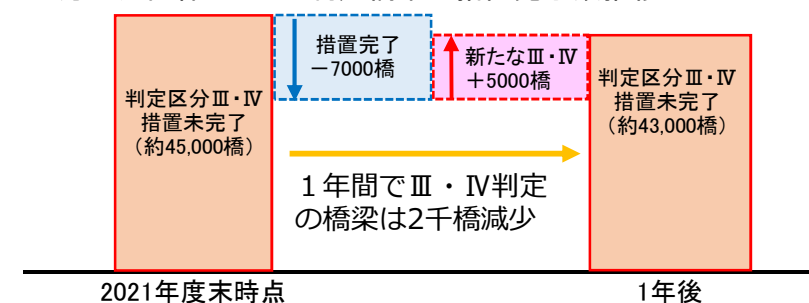 判定区分Ⅲ・Ⅳ
措置未完了
（約45,000橋）
措置完了
－7000橋
新たなⅢ・Ⅳ
＋5000橋
判定区分Ⅲ・Ⅳ
措置未完了
（約43,000橋）
１年間でⅢ・Ⅳ判定
の橋梁は2千橋減少
2021年度末時点
1年後